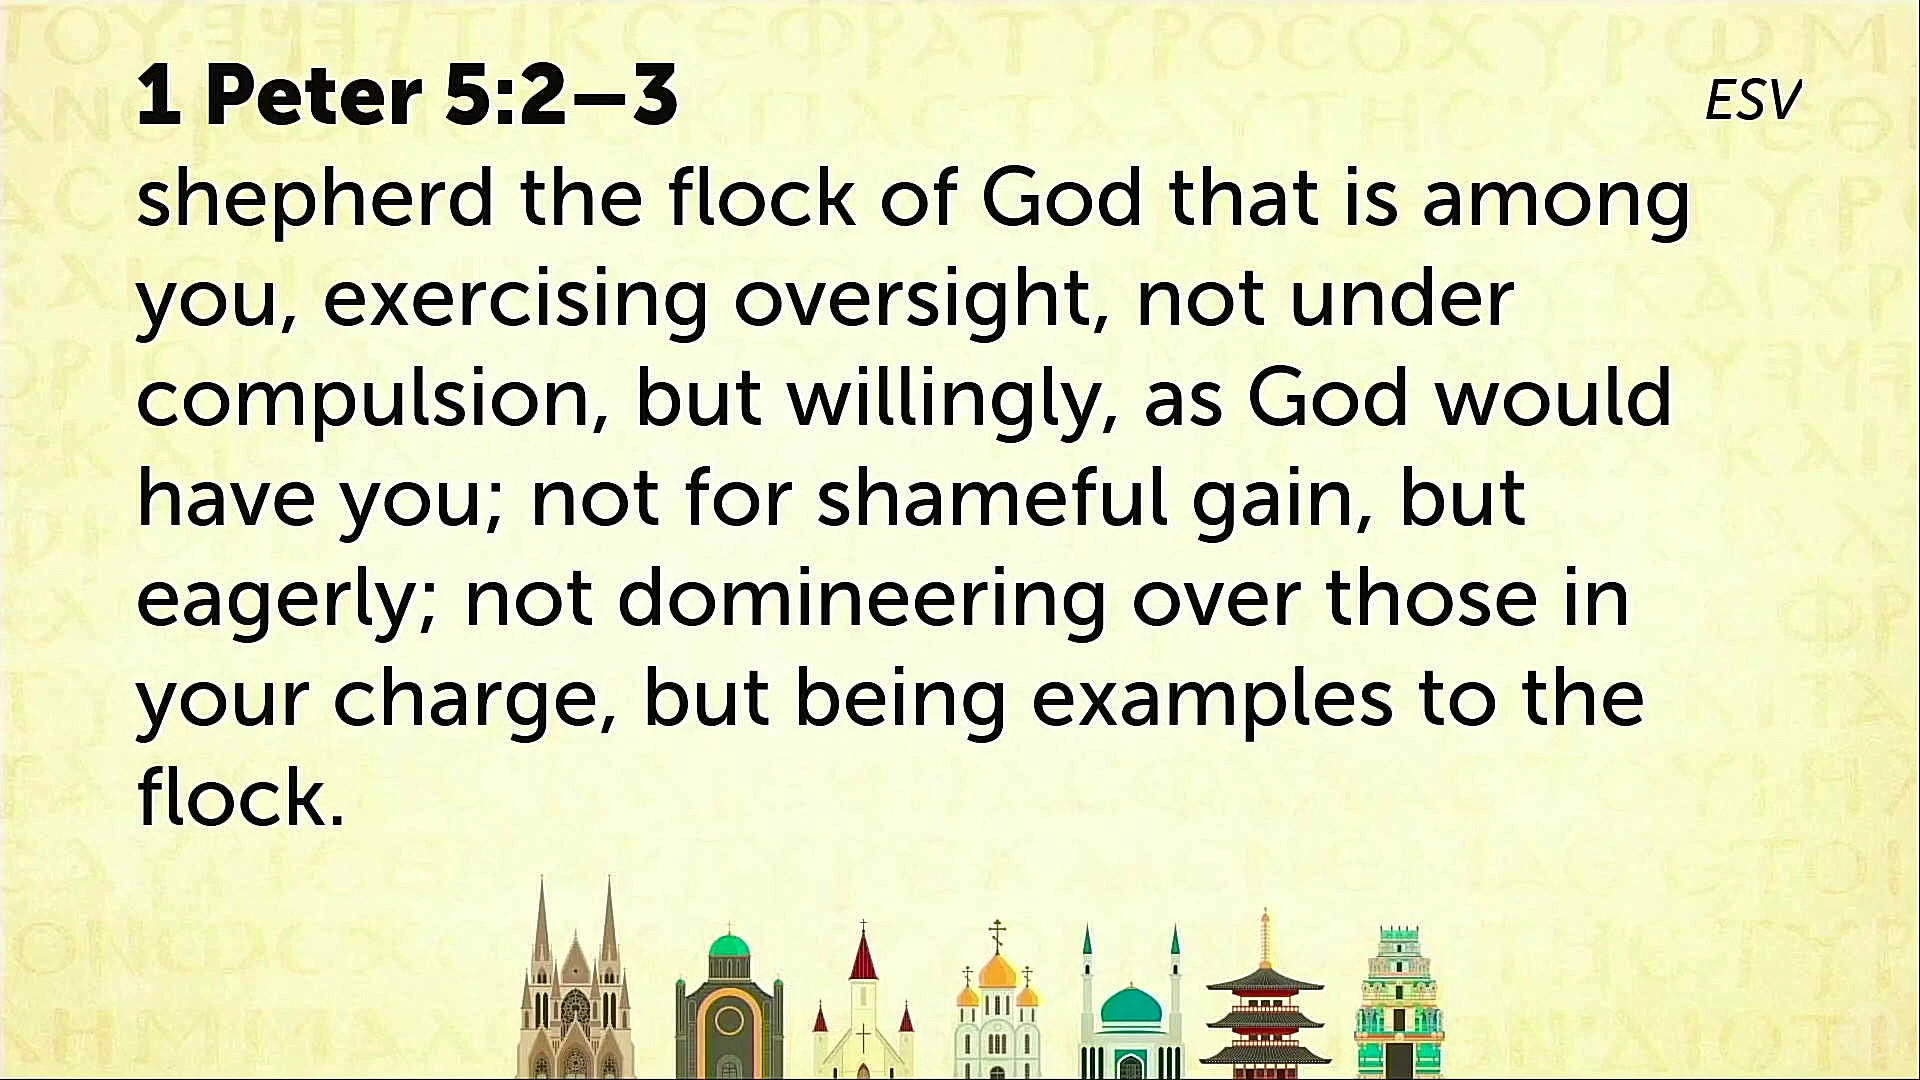 1 Peter 5:2–3
ESV
shepherd the flock of God that is among
you, exercising oversight, not under
compulsion, but willingly, as God would
have you; not for shameful gain, but
eagerly; not domineering over those in
your charge, but being examples to the
flock.